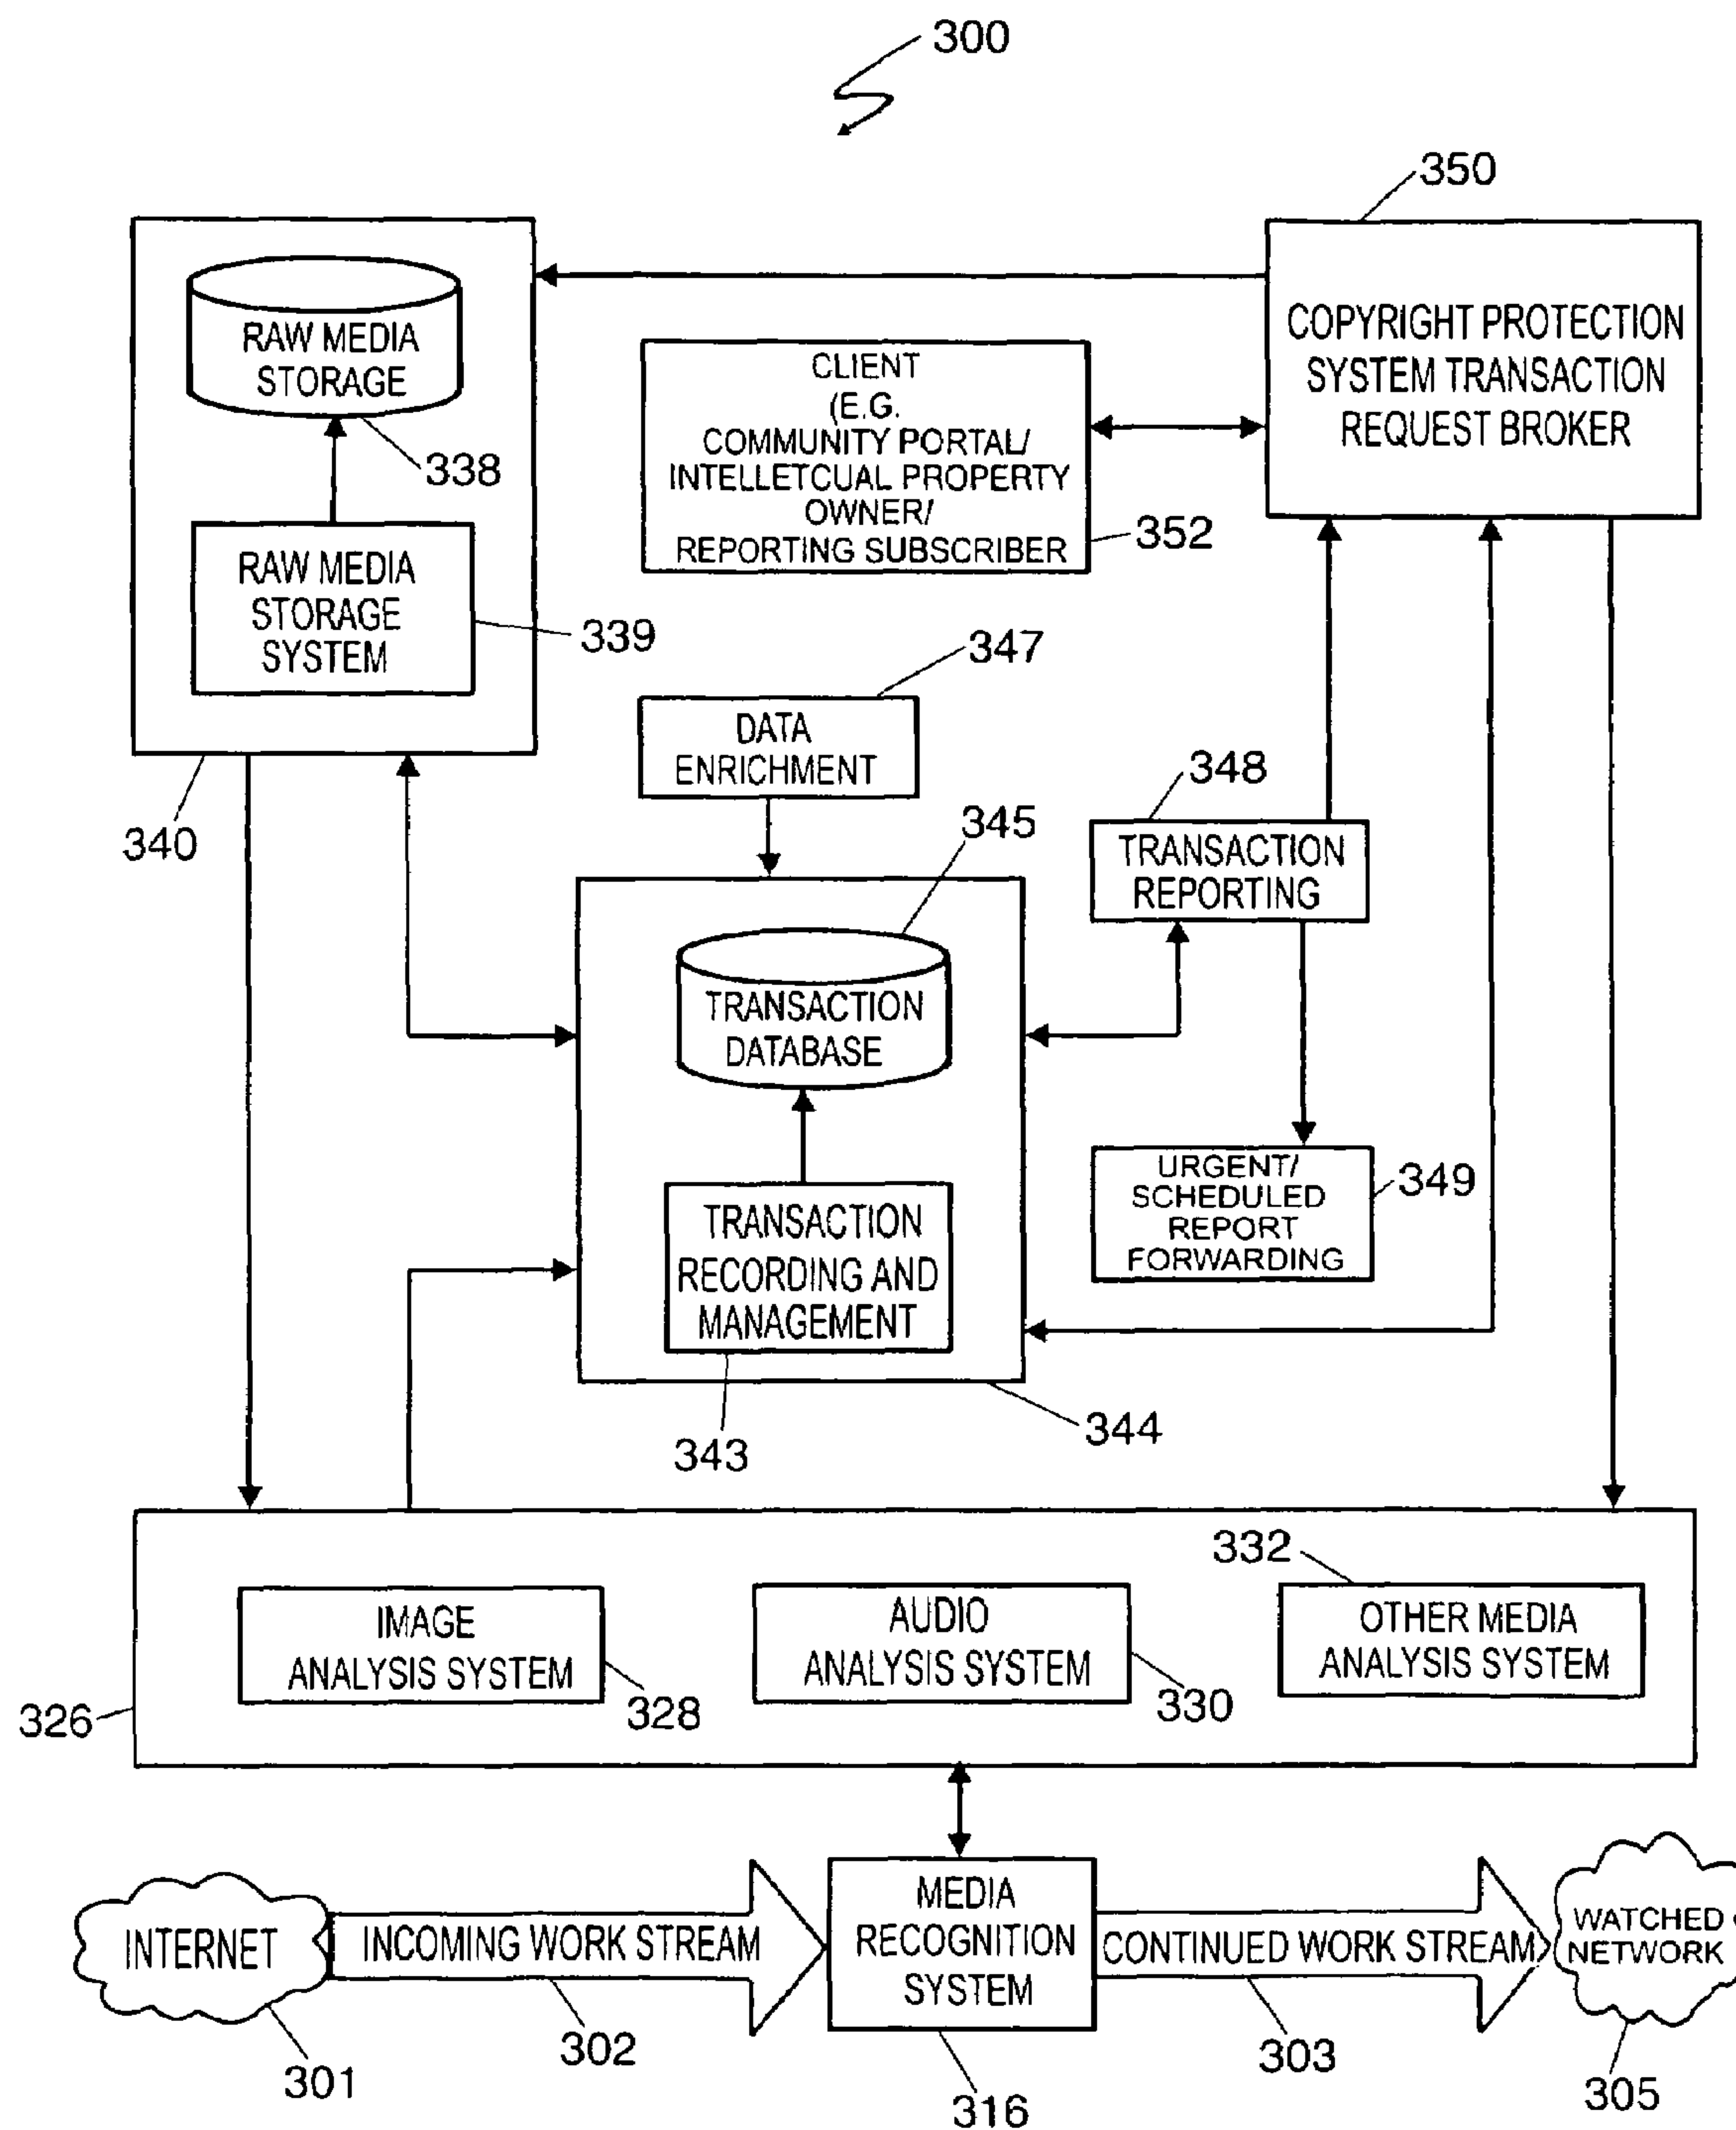 300
350
RAW MEDIA
STORAGE
338
RAW MEDIA
STORAGE
SYSTEM
339
340
CLIENT
(E.G.
COMMUNITY PORTAL/
INTELLETCUAL PROPERTY
OWNER/
REPORTING SUBSCRIBER
352
COPYRIGHT PROTECTION
SYSTEM TRANSACTION
REQUEST BROKER
347
DATA
ENRICHMENT
348
TRANSACTION
REPORTING
345
TRANSACTION
DATABASE
TRANSACTION
RECORDING AND
MANAGEMENT
343
344
URGENT/
SCHEDULED
REPORT
FORWARDING
349
326
IMAGE
ANALYSIS SYSTEM
328
AUDIO
ANALYSIS SYSTEM
330
332
OTHER MEDIA
ANALYSIS SYSTEM
INTERNET
301
INCOMING WORK STREAM
302
MEDIA
RECOGNITION
SYSTEM
316
CONTINUED WORK STREAM
303
WATCHED
NETWORK
305